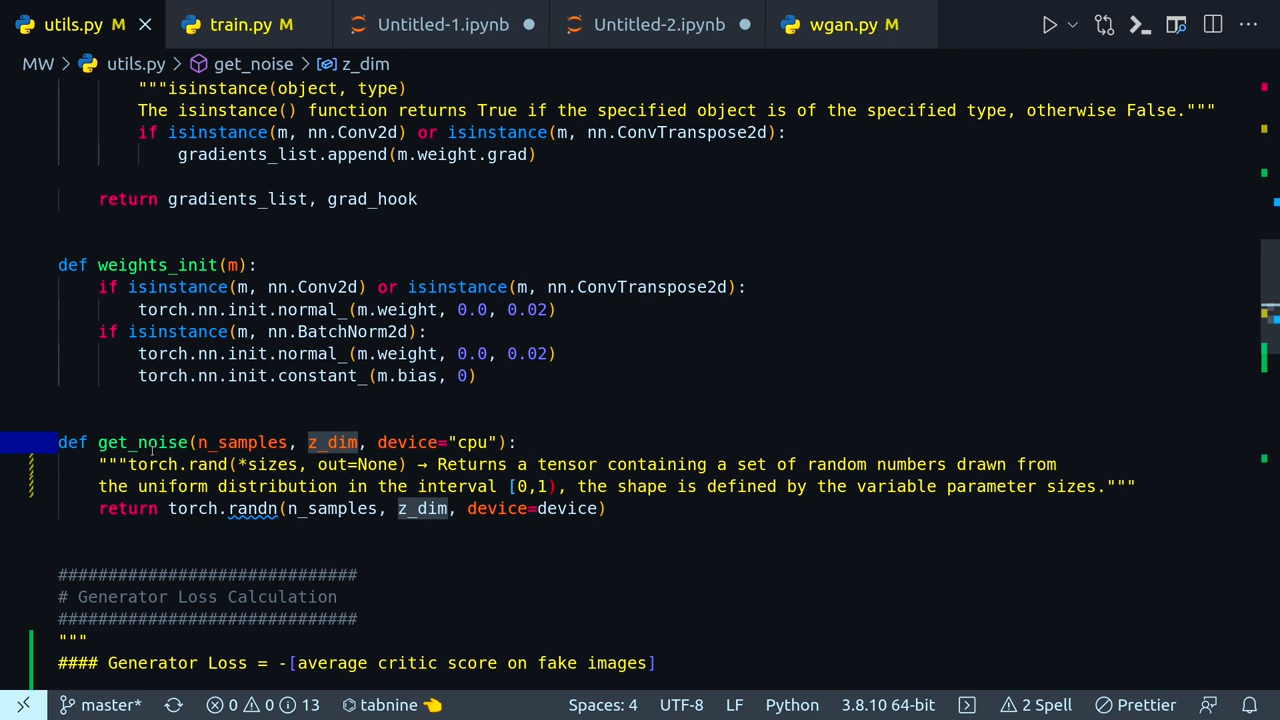 utils.py M train.py M Untitled-1.ipynb Untitled-2.ipynb wgan.py M
MW utils.py get_noise z_dim
"""isinstance(object, type)
The isinstance() function returns True if the specified object is of the specified type, otherwise False."""
if isinstance(m, nn.Conv2d) or isinstance(m, nn.ConvTranspose2d):
gradients_list.append(m.weight.grad)
return gradients_list, grad_hook
def weights_init(m):
if isinstance(m, nn.Conv2d) or isinstance(m, nn.ConvTranspose2d):
torch.nn.init.normal_(m.weight, 0.0, 0.02)
if isinstance(m, nn.BatchNorm2d):
torch.nn.init.normal_(m.weight, 0.0, 0.02)
torch.nn.init.constant_(m.bias, 0)
def get_noise(n_samples, z_dim, device="cpu"):
"""torch.rand(*sizes, out=None) → Returns a tensor containing a set of random numbers drawn from
the uniform distribution in the interval [0,1), the shape is defined by the variable parameter sizes."""
return torch.randn(n_samples, z_dim, device=device)
##############################
# Generator Loss Calculation
##############################
"""
#### Generator Loss = -[average critic score on fake images]
master* 0 0 13 tabnine 👈 Spaces: 4 UTF-8 LF Python 3.8.10 64-bit 2 Spell Prettier